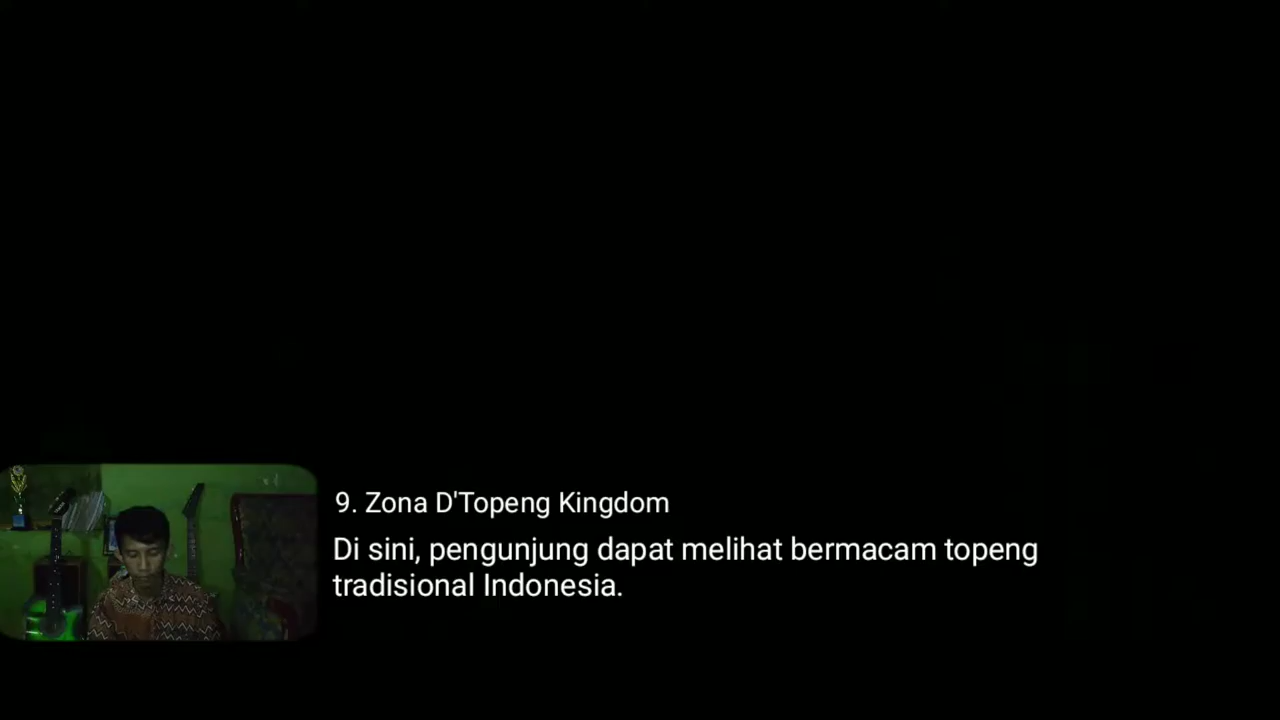 9. Zona D'Topeng Kingdom
Di sini, pengunjung dapat melihat bermacam topeng
tradisional Indonesia.